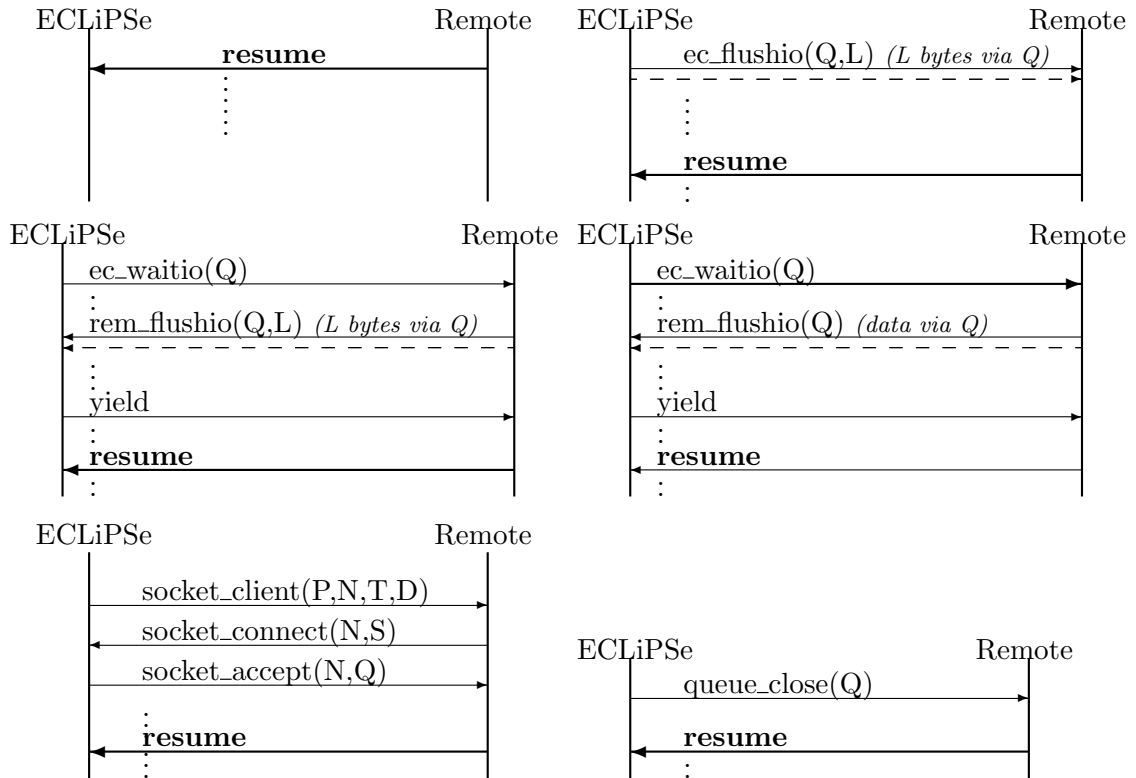 ECLiPSe Remote
resume
ECLiPSe Remote
ec_flushio(Q,L) (L bytes via Q)
resume
ECLiPSe Remote
ec_waitio(Q)
rem_flushio(Q,L) (L bytes via Q)
yield
resume
ECLiPSe Remote
ec_waitio(Q)
rem_flushio(Q) (data via Q)
yield
resume
ECLiPSe Remote
socket_client(P,N,T,D)
socket_connect(N,S)
socket_accept(N,Q)
resume
ECLiPSe Remote
queue_close(Q)
resume